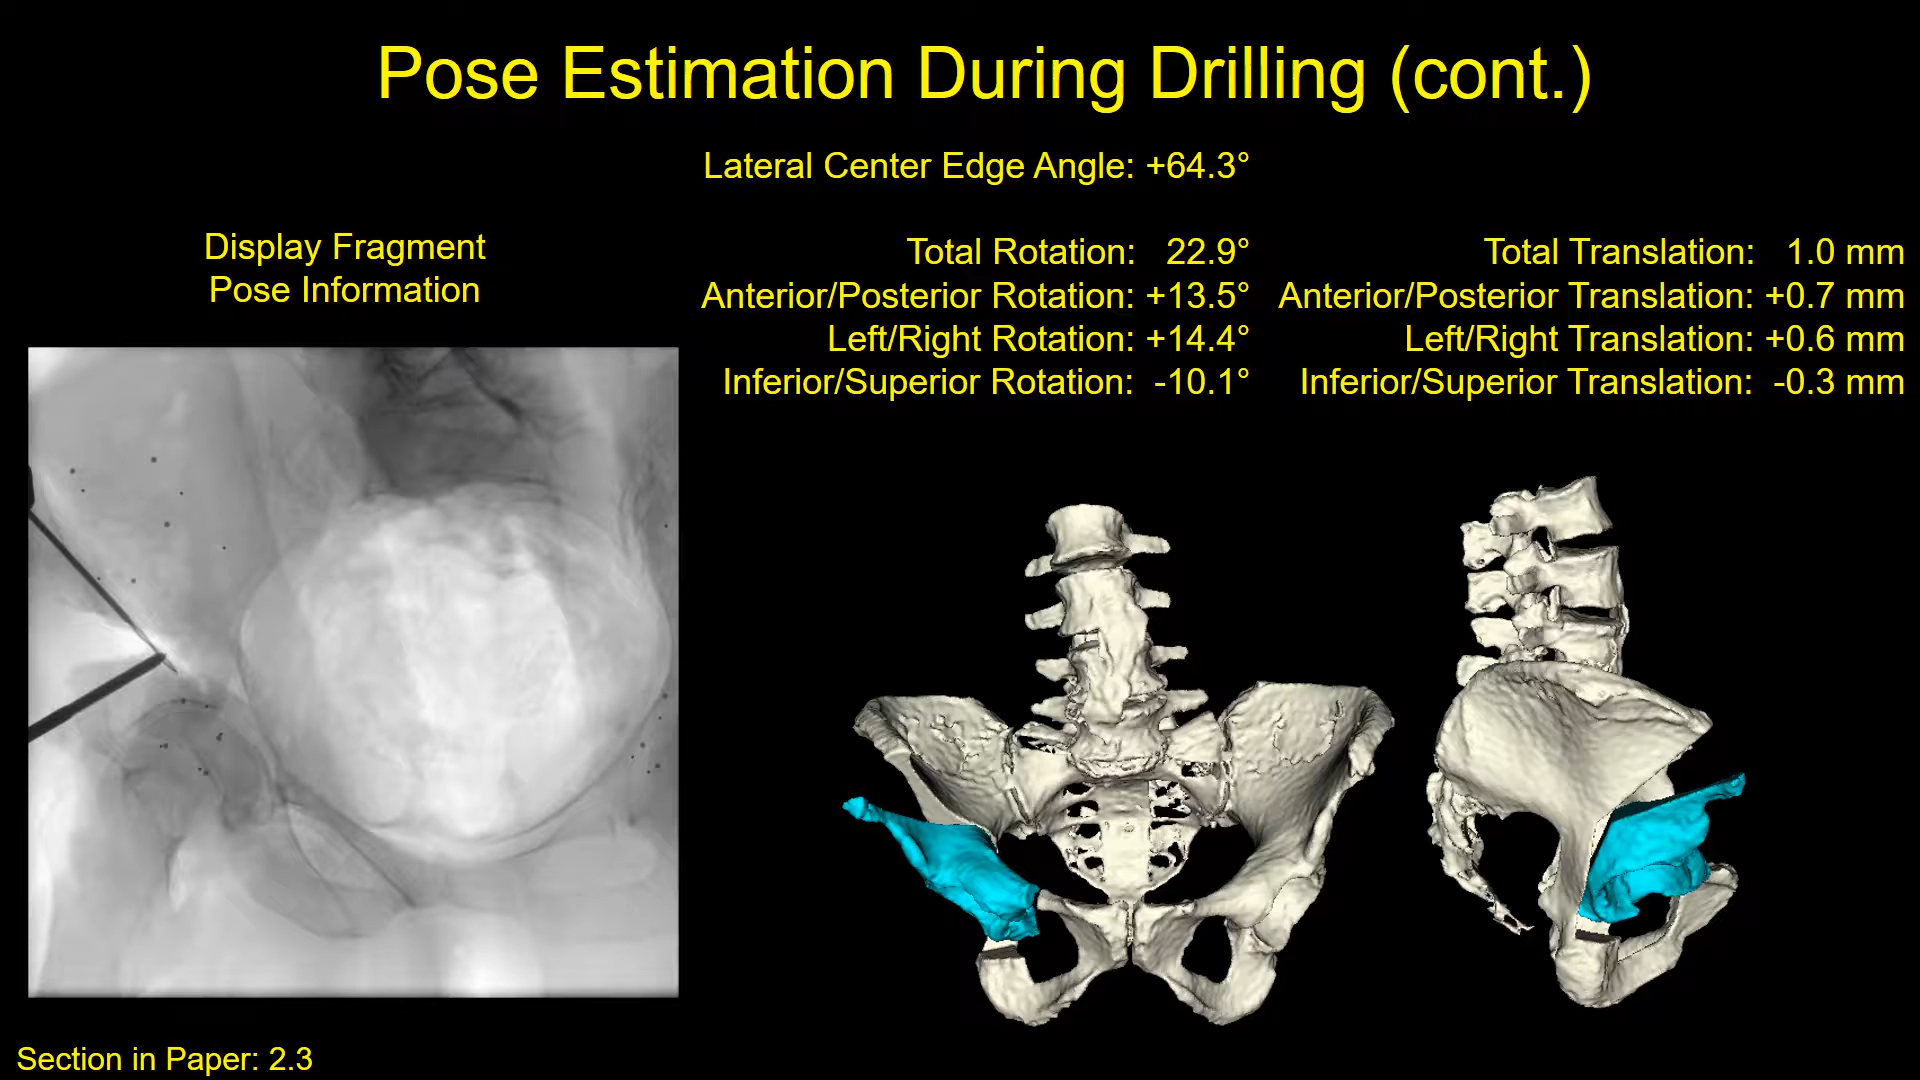 Pose Estimation During Drilling (cont.)
Lateral Center Edge Angle: +64.3°
Display Fragment
Pose Information
Total Rotation: 22.9°
Anterior/Posterior Rotation: +13.5°
Left/Right Rotation: +14.4°
Inferior/Superior Rotation: -10.1°
Total Translation: 1.0 mm
Anterior/Posterior Translation: +0.7 mm
Left/Right Translation: +0.6 mm
Inferior/Superior Translation: -0.3 mm
Section in Paper: 2.3